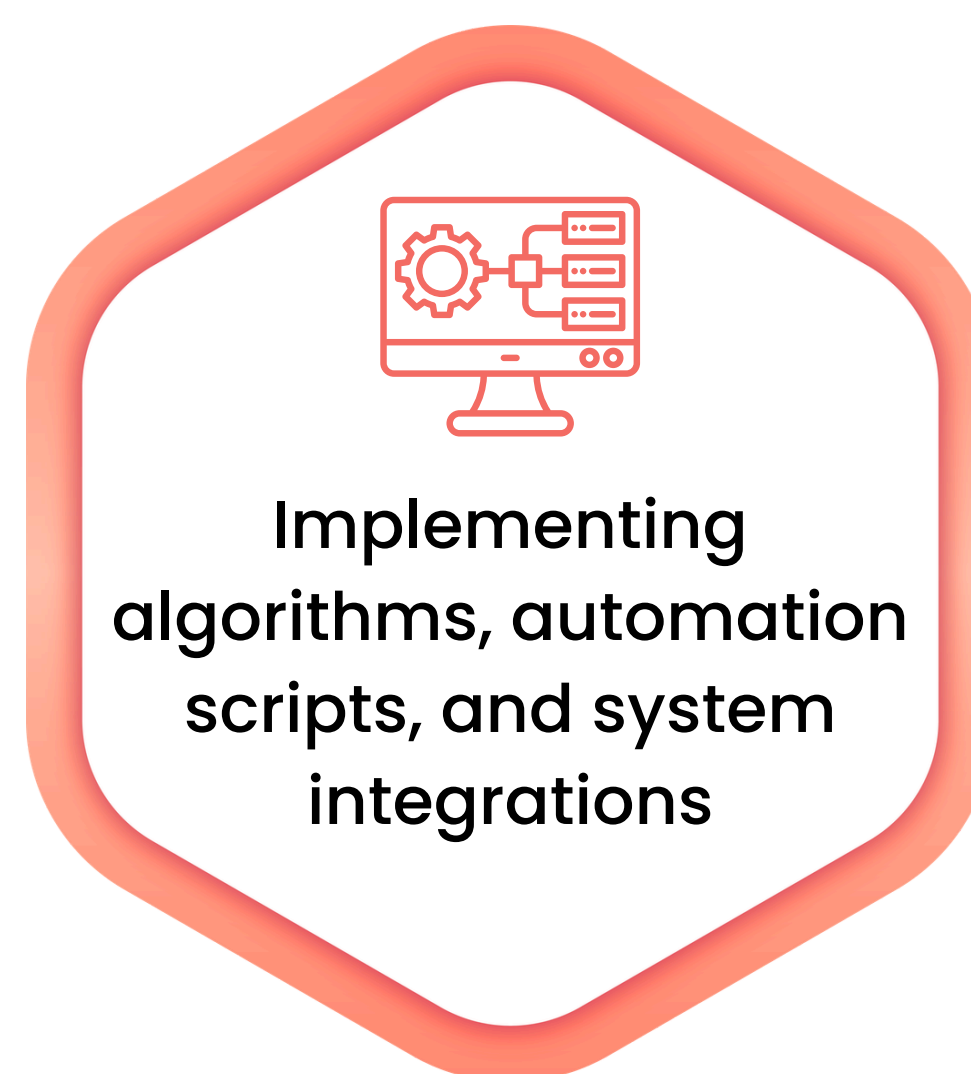 Implementing
algorithms, automation
scripts, and system
integrations